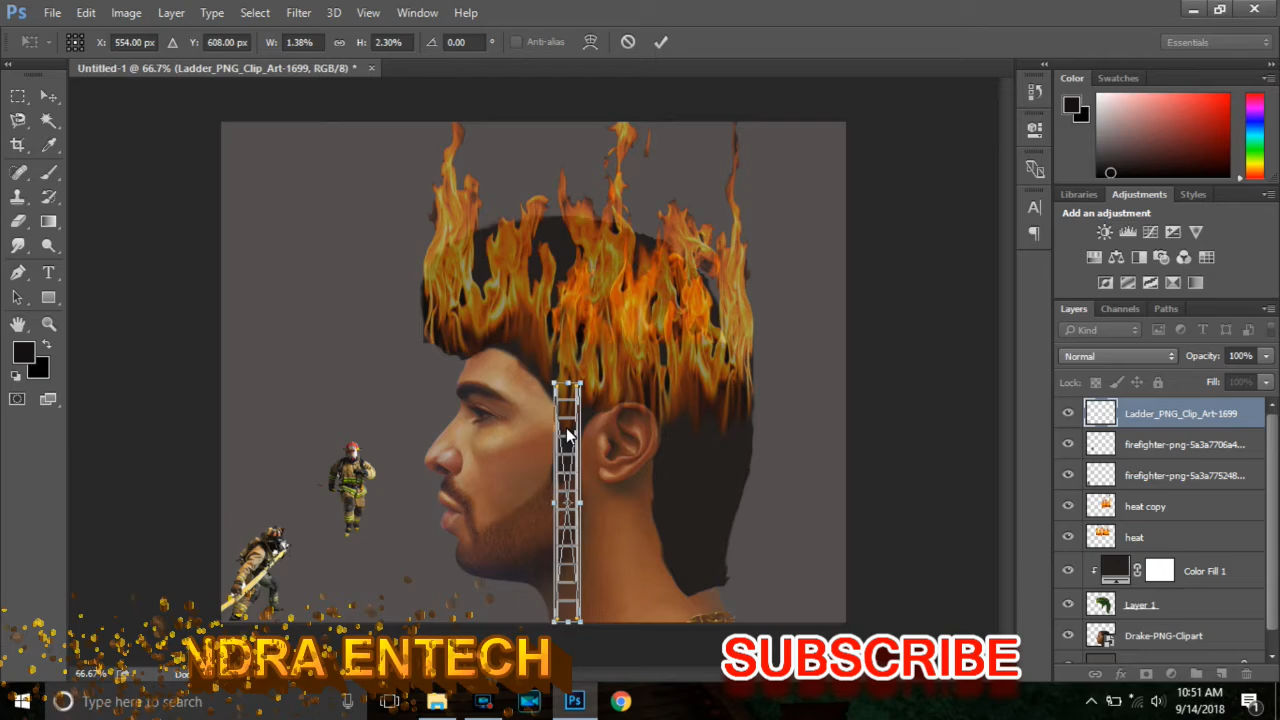 Ps File Edit Image Layer Type Select Filter 3D View Window Help
X: 554.00 px Y: 608.00 px W: 1.38% H: 2.30% 0.00 ° Anti-alias Essentials
Untitled-1 @ 66.7% (Ladder_PNG_Clip_Art-1699, RGB/8) * ×
Color Swatches
Libraries Adjustments Styles
Add an adjustment
Layers Channels Paths
Kind
Normal Opacity: 100%
Lock: Fill: 100%
Ladder_PNG_Clip_Art-1699
firefighter-png-5a3a7706a4...
firefighter-png-5a3a775248...
heat copy
heat
Color Fill 1
Layer 1
Drake-PNG-Clipart
NDRA ENTECH
SUBSCRIBE
66.67% Doc
Type here to search
10:51 AM
9/14/2018